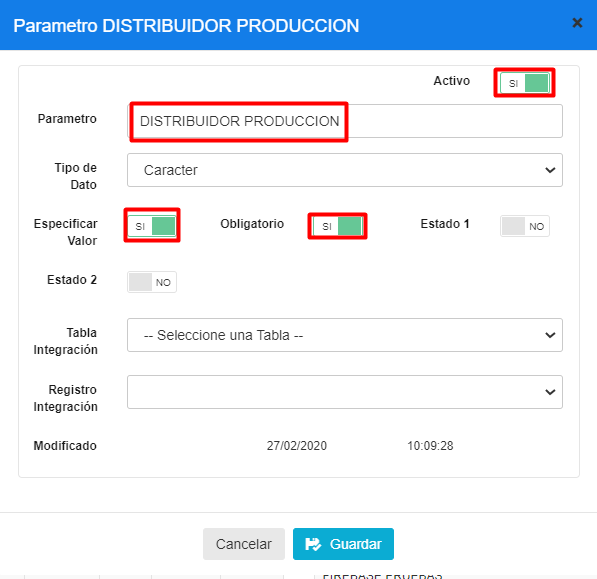 Parametro DISTRIBUIDOR PRODUCCION ×
Activo SI
Parametro DISTRIBUIDOR PRODUCCION
Tipo de Dato Caracter
Especificar Valor SI Obligatorio SI Estado 1 NO
Estado 2 NO
Tabla Integración -- Seleccione una Tabla --
Registro Integración
Modificado 27/02/2020 10:09:28
Cancelar Guardar
FIREBASE PRUEBAS